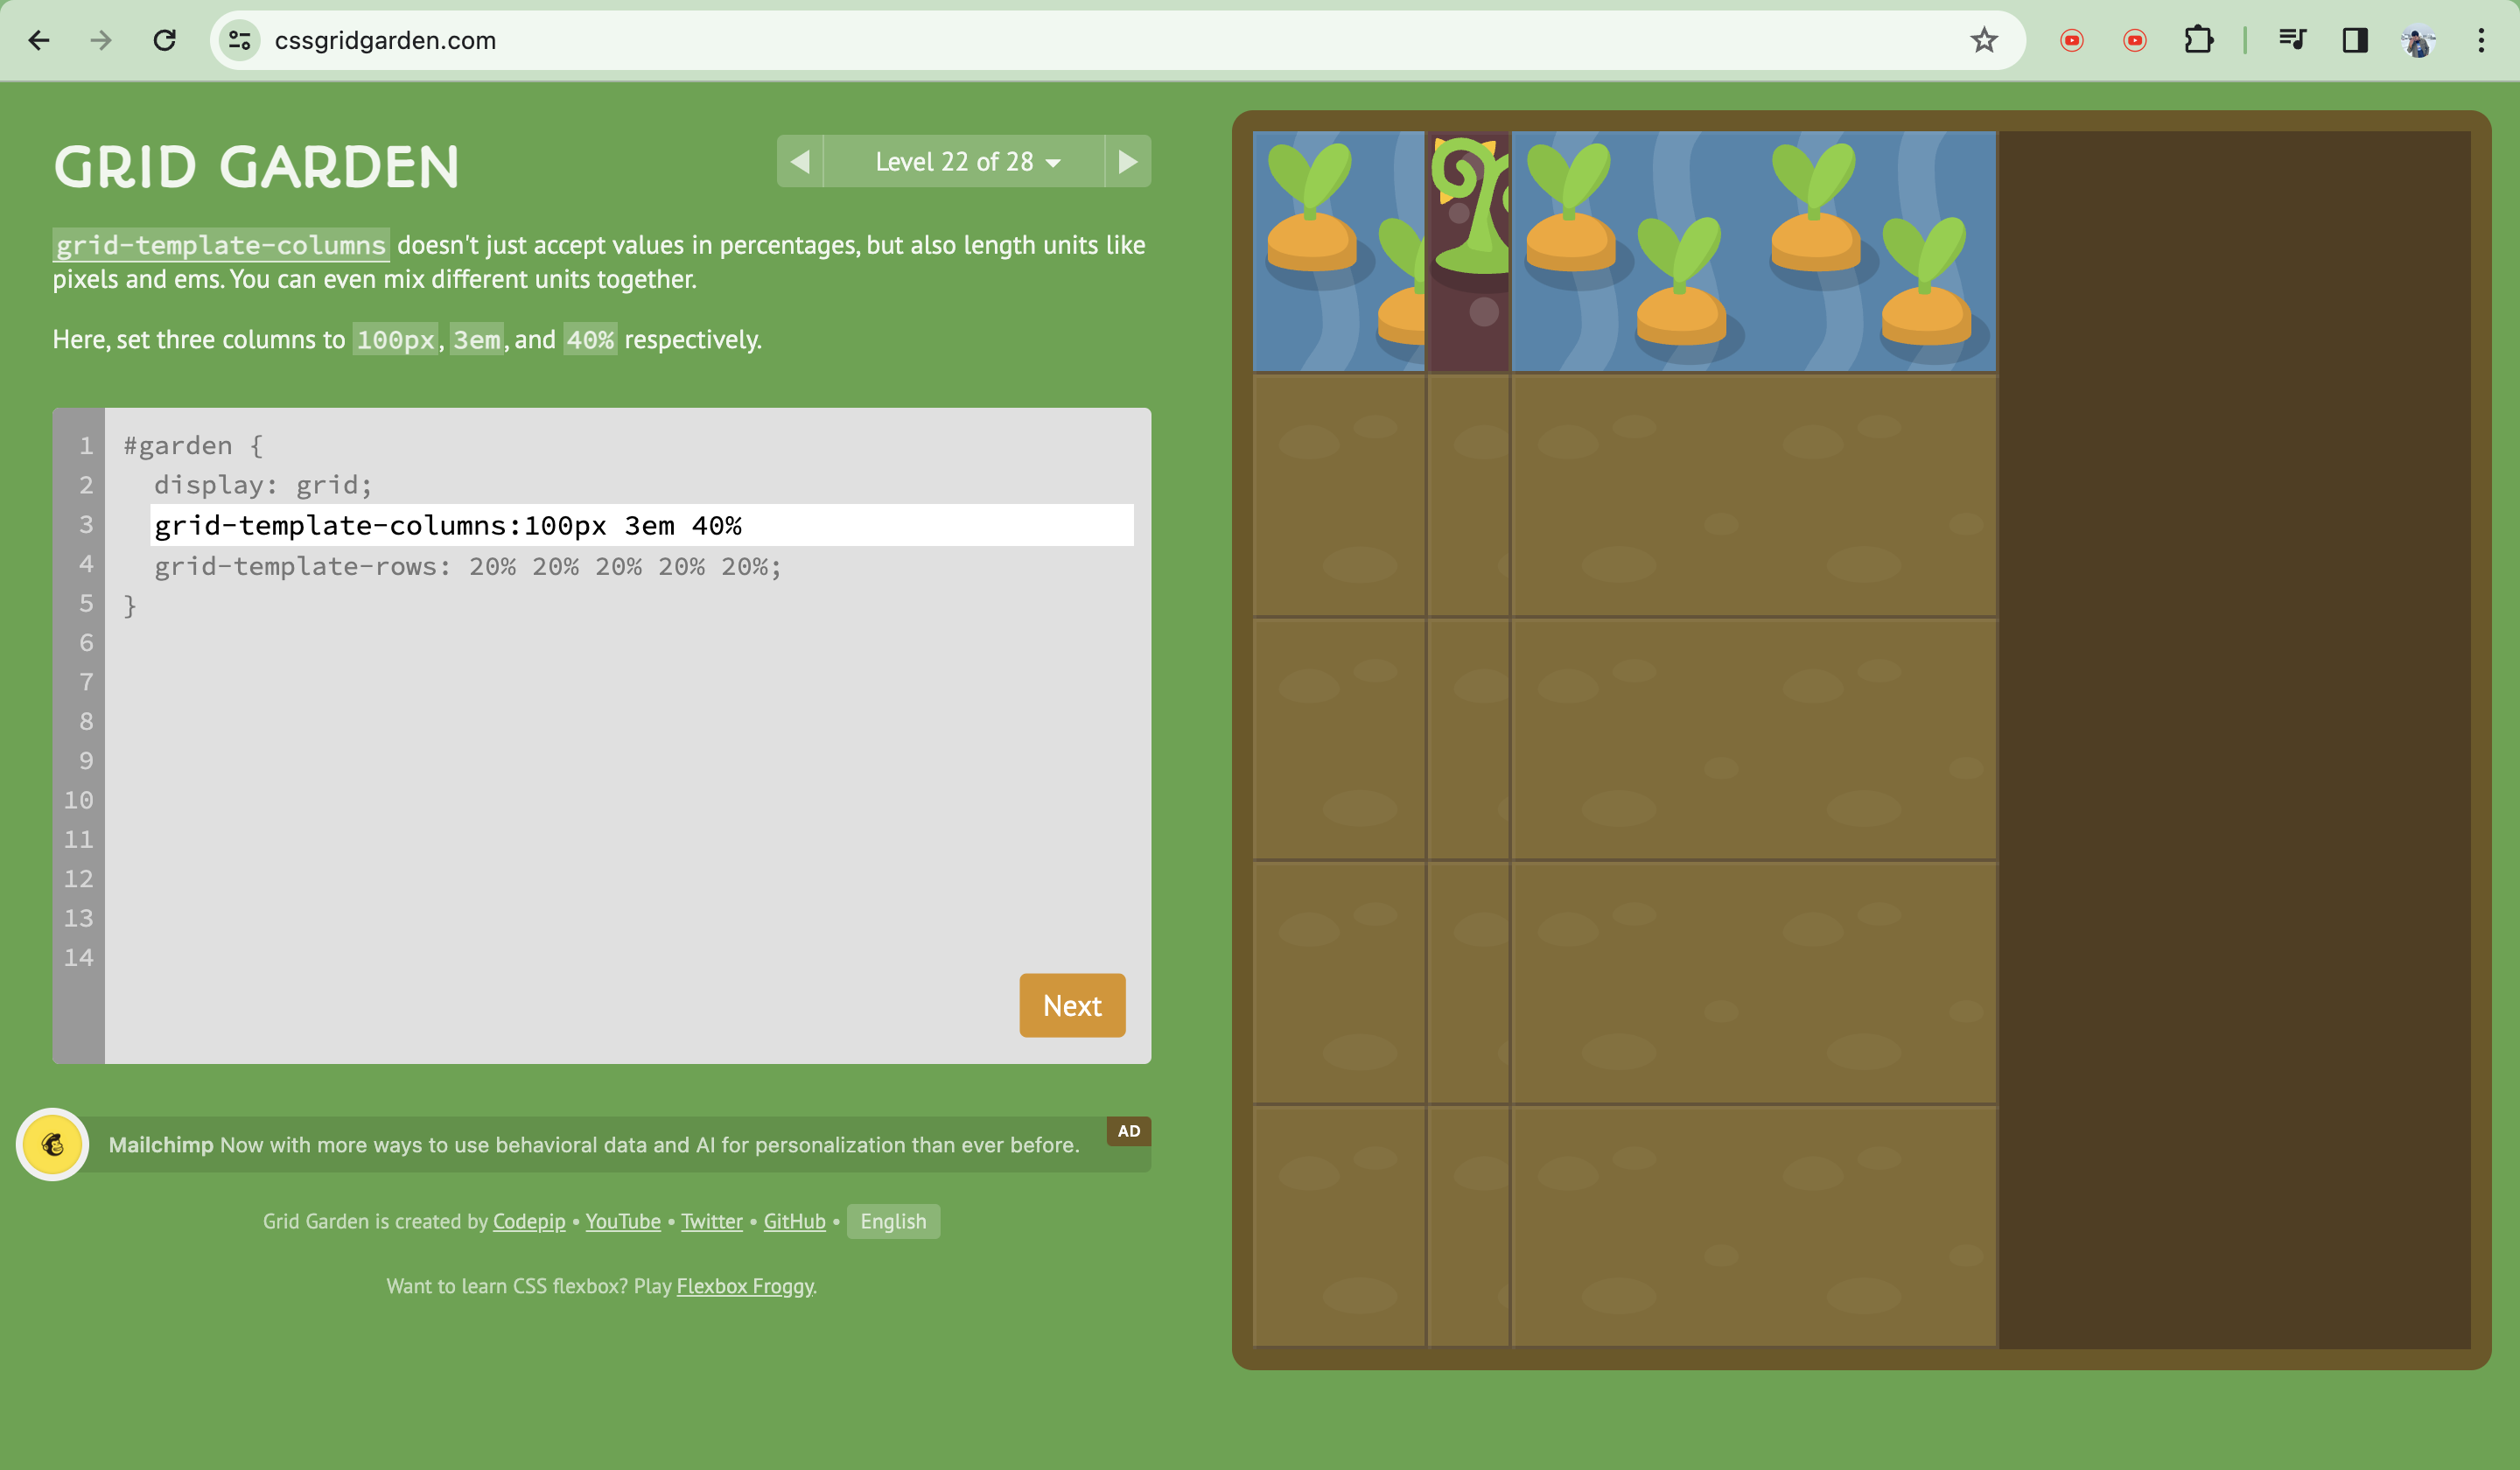 cssgridgarden.com
GRID GARDEN
Level 22 of 28
grid-template-columns doesn't just accept values in percentages, but also length units like
pixels and ems. You can even mix different units together.
Here, set three columns to 100px, 3em, and 40% respectively.
1 #garden {
2 display: grid;
3 grid-template-columns:100px 3em 40%
4 grid-template-rows: 20% 20% 20% 20% 20%;
5 }
6
7
8
9
10
11
12
13
14
Next
Mailchimp Now with more ways to use behavioral data and AI for personalization than ever before.
AD
Grid Garden is created by Codepip • YouTube • Twitter • GitHub • English
Want to learn CSS flexbox? Play Flexbox Froggy.